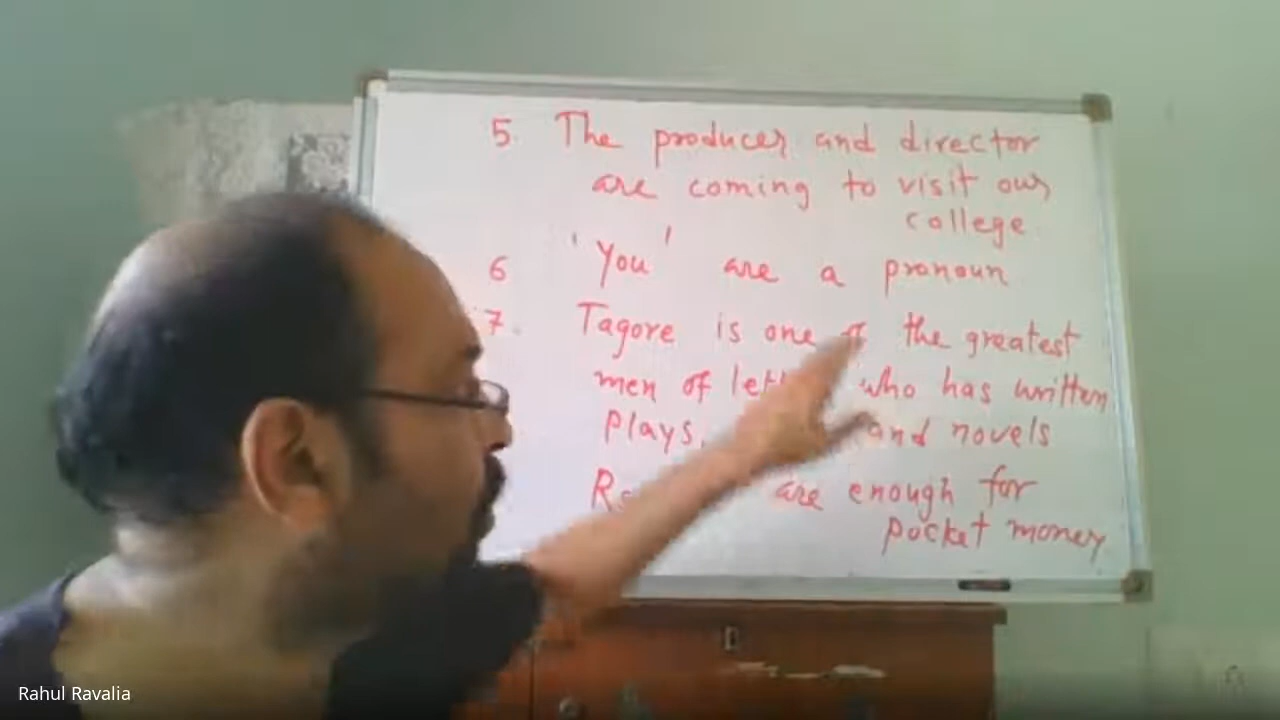 5. The producer and director
are coming to visit our
college
6 'You' are a pronoun
7. Tagore is one of the greatest
men of who has written
plays, and novels
are enough for
pocket money
Rahul Ravalia